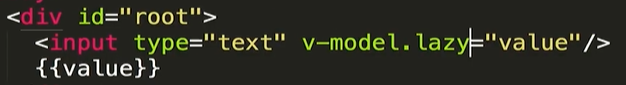 <div id="root">
<input type="text" v-model.lazy="value"/>
{{value}}